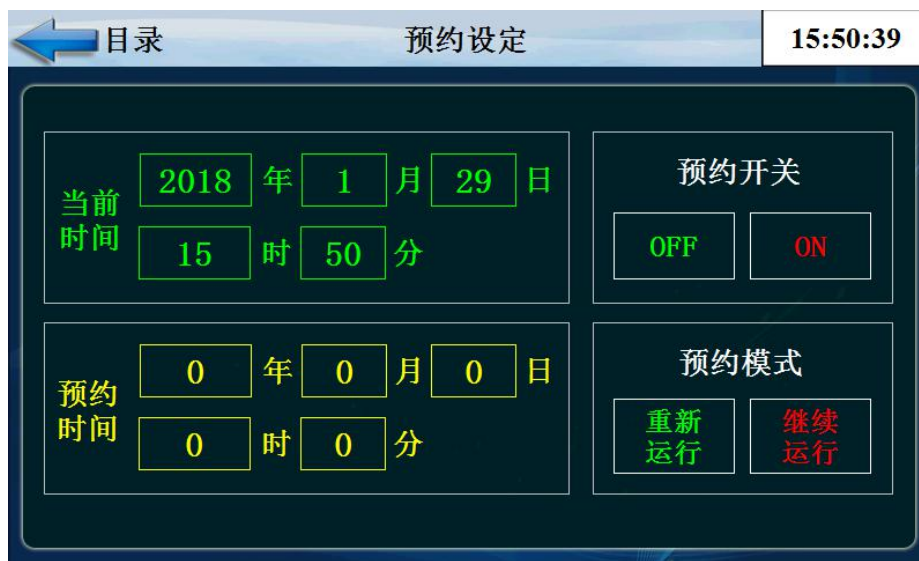 目录 预约设定 15:50:39
当前时间
2018 年 1 月 29 日
15 时 50 分
预约开关
OFF ON
预约时间
0 年 0 月 0 日
0 时 0 分
预约模式
重新运行 继续运行